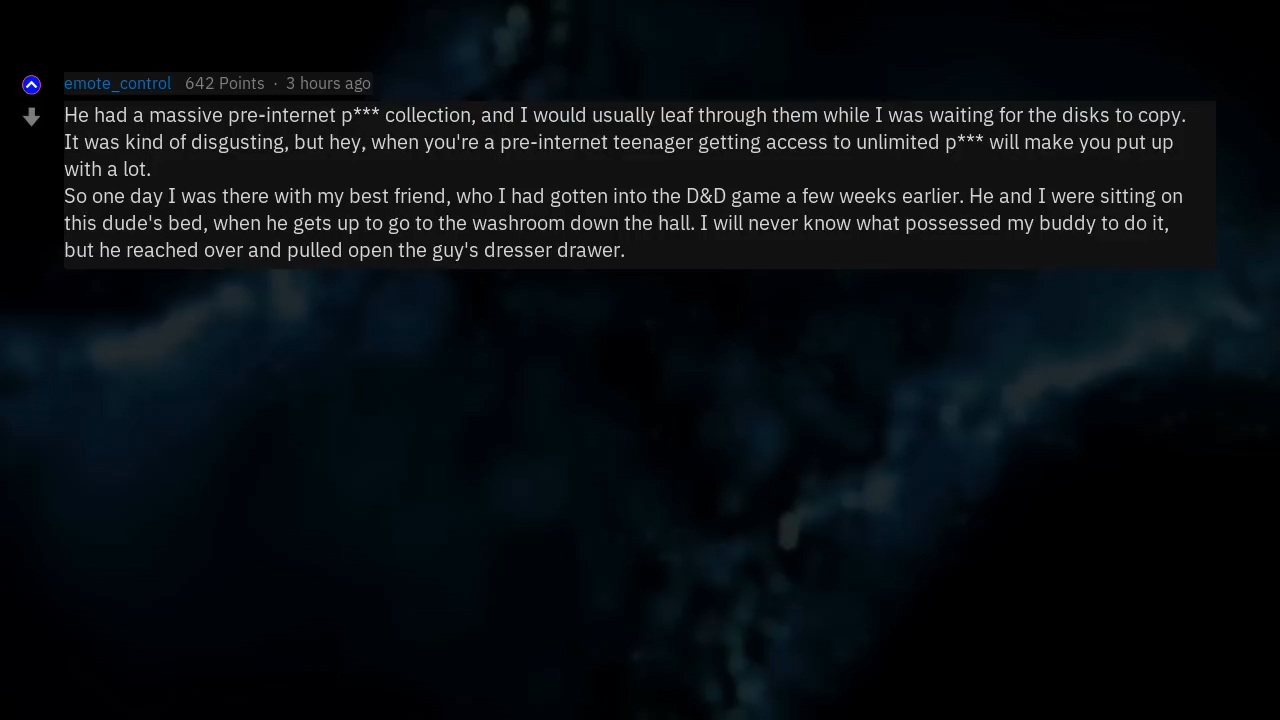 emote_control 642 Points · 3 hours ago
He had a massive pre-internet p*** collection, and I would usually leaf through them while I was waiting for the disks to copy.
It was kind of disgusting, but hey, when you're a pre-internet teenager getting access to unlimited p*** will make you put up
with a lot.
So one day I was there with my best friend, who I had gotten into the D&D game a few weeks earlier. He and I were sitting on
this dude's bed, when he gets up to go to the washroom down the hall. I will never know what possessed my buddy to do it,
but he reached over and pulled open the guy's dresser drawer.